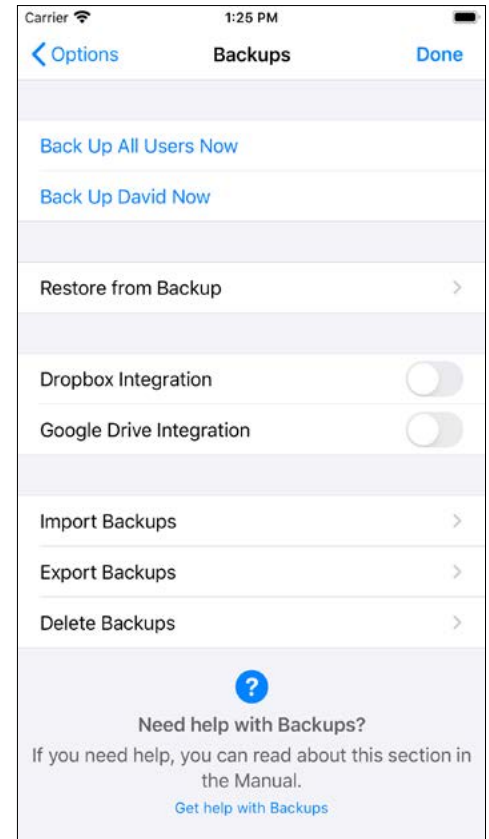 Carrier 1:25 PM
Options Backups Done
Back Up All Users Now
Back Up David Now
Restore from Backup
Dropbox Integration
Google Drive Integration
Import Backups
Export Backups
Delete Backups
?
Need help with Backups?
If you need help, you can read about this section in
the Manual.
Get help with Backups